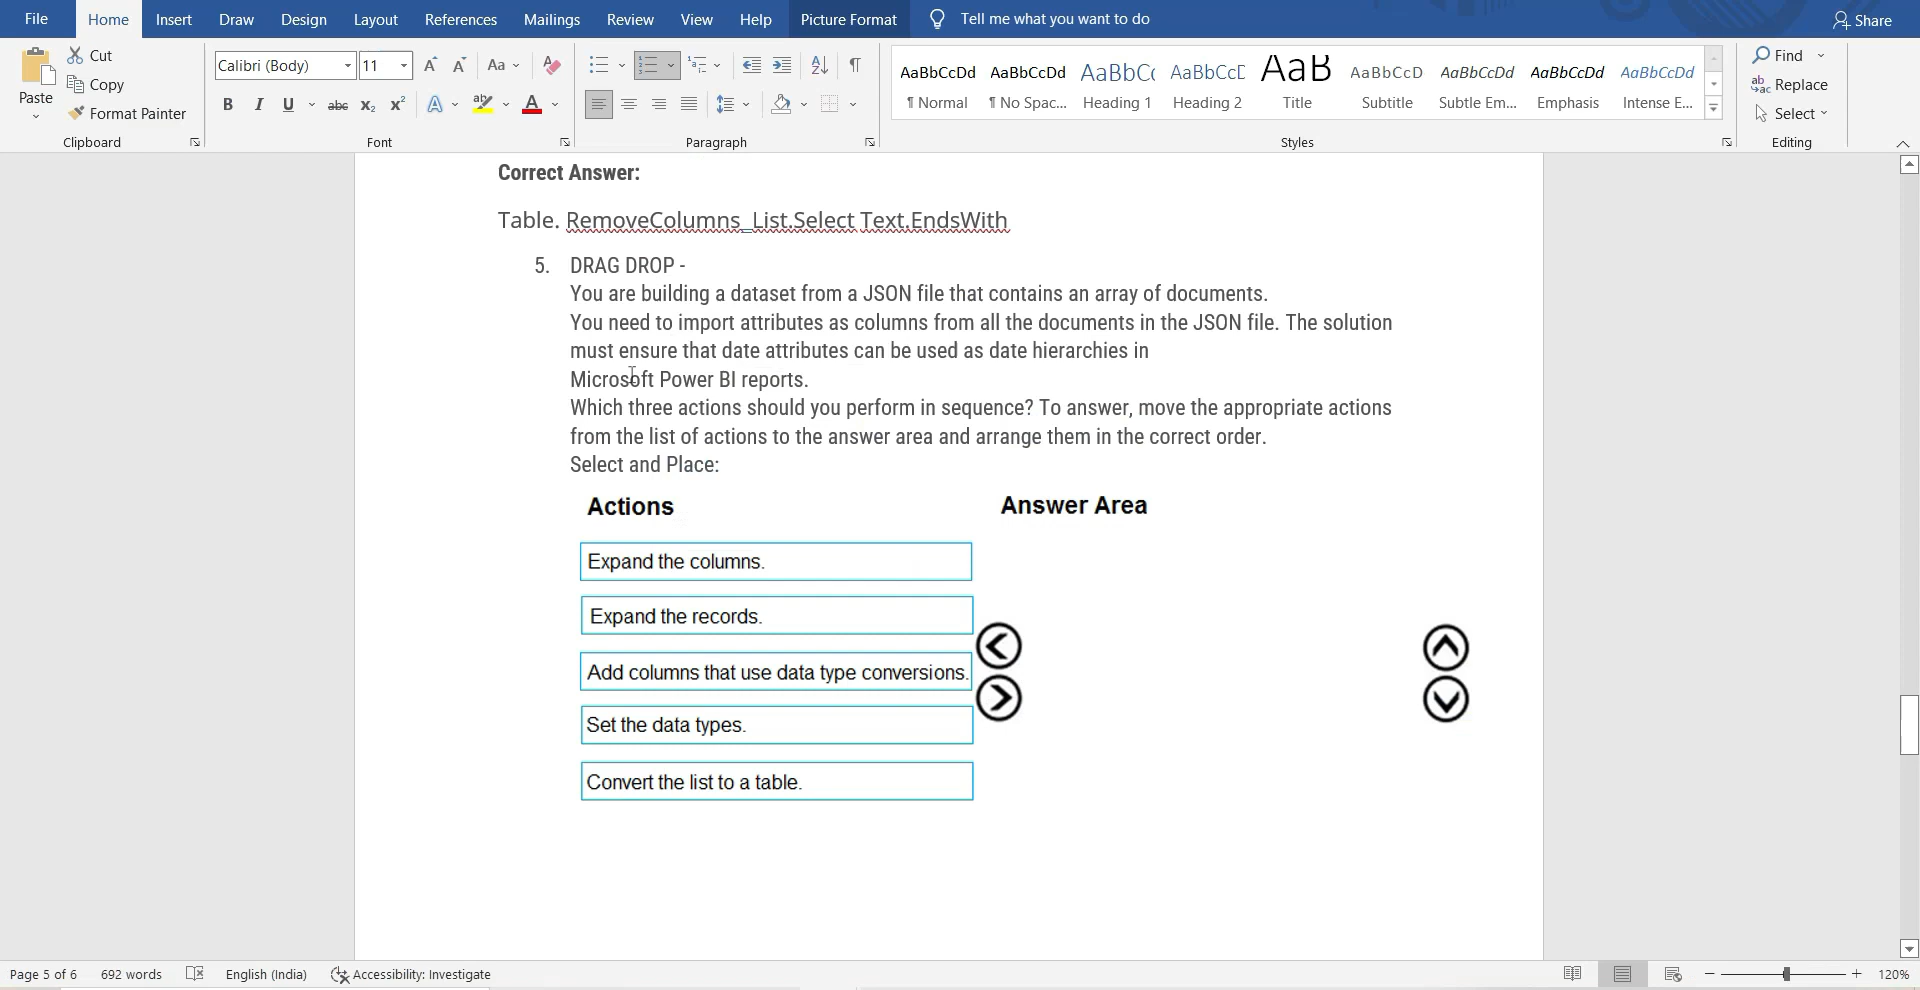 File Home Insert Draw Design Layout References Mailings Review View Help Picture Format Tell me what you want to do Share
Paste Cut Copy Format Painter
Clipboard
Calibri (Body) 11 Aa
B I U abc x₂ x² A A
Font
Paragraph
AaBbCcDd AaBbCcDd AaBbCc AaBbCcD AaB AaBbCcD AaBbCcDd AaBbCcDd AaBbCcDd
¶ Normal ¶ No Spac... Heading 1 Heading 2 Title Subtitle Subtle Em... Emphasis Intense E...
Styles
Find
Replace
Select
Editing
Correct Answer:
Table. RemoveColumns_List.Select Text.EndsWith
5. DRAG DROP -
You are building a dataset from a JSON file that contains an array of documents.
You need to import attributes as columns from all the documents in the JSON file. The solution
must ensure that date attributes can be used as date hierarchies in
Microsoft Power BI reports.
Which three actions should you perform in sequence? To answer, move the appropriate actions
from the list of actions to the answer area and arrange them in the correct order.
Select and Place:
Actions Answer Area
Expand the columns.
Expand the records.
Add columns that use data type conversions.
Set the data types.
Convert the list to a table.
Page 5 of 6 692 words English (India) Accessibility: Investigate 120%